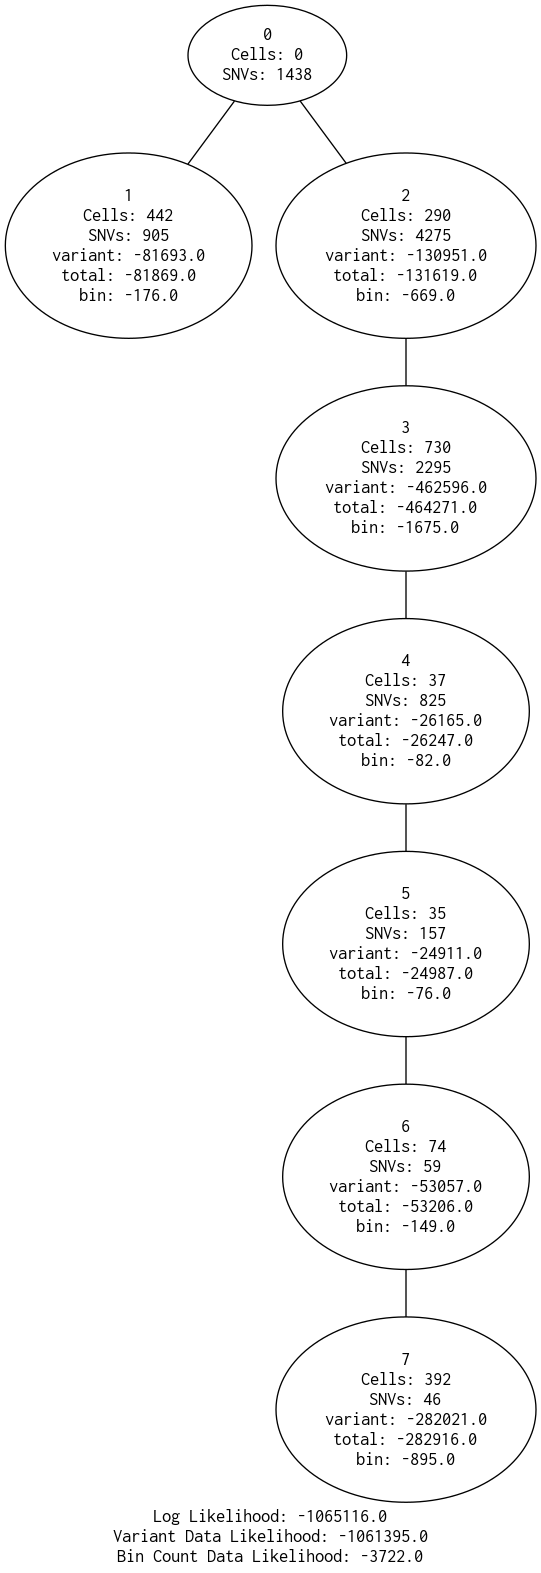 0
Cells: 0
SNVs: 1438
1
Cells: 442
SNVs: 905
variant: -81693.0
total: -81869.0
bin: -176.0
2
Cells: 290
SNVs: 4275
variant: -130951.0
total: -131619.0
bin: -669.0
3
Cells: 730
SNVs: 2295
variant: -462596.0
total: -464271.0
bin: -1675.0
4
Cells: 37
SNVs: 825
variant: -26165.0
total: -26247.0
bin: -82.0
5
Cells: 35
SNVs: 157
variant: -24911.0
total: -24987.0
bin: -76.0
6
Cells: 74
SNVs: 59
variant: -53057.0
total: -53206.0
bin: -149.0
7
Cells: 392
SNVs: 46
variant: -282021.0
total: -282916.0
bin: -895.0
Log Likelihood: -1065116.0
Variant Data Likelihood: -1061395.0
Bin Count Data Likelihood: -3722.0